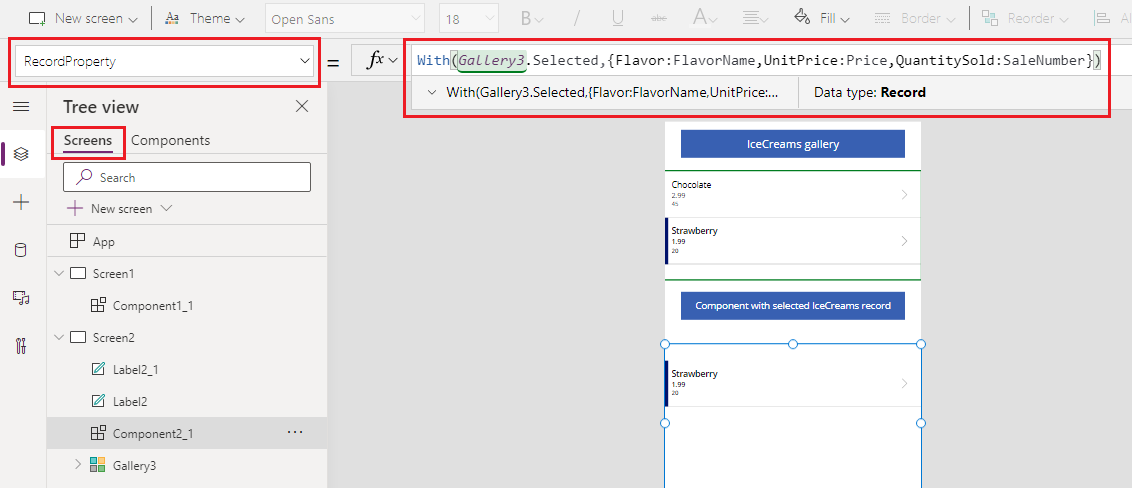 New screen Theme Open Sans 18 B / U abc A Fill Border Reorder Align
RecordProperty = fx With(Gallery3.Selected,{Flavor:FlavorName,UnitPrice:Price,QuantitySold:SaleNumber})
With(Gallery3.Selected,{Flavor:FlavorName,UnitPrice:... Data type: Record
Tree view
Screens Components
Search
New screen
App
Screen1
Component1_1
Screen2
Label2_1
Label2
Component2_1 ...
Gallery3
IceCreams gallery
Chocolate
2.99
45
Strawberry
1.99
20
Component with selected IceCreams record
Strawberry
1.99
20